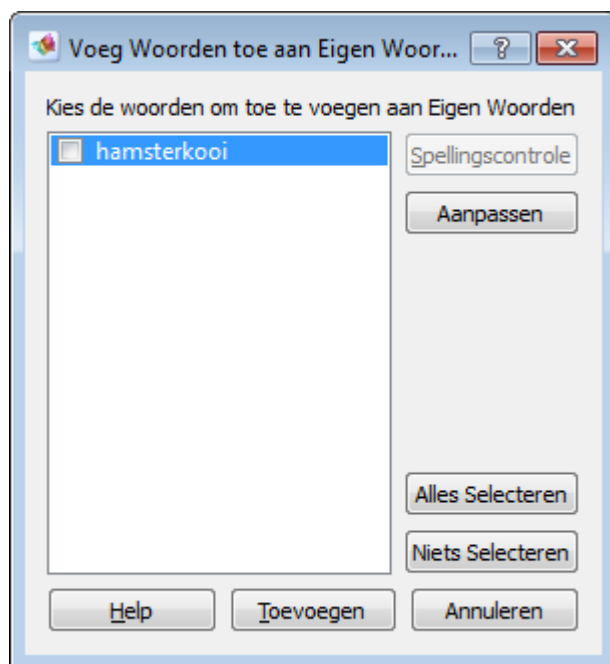 Voeg Woorden toe aan Eigen Woor...
Kies de woorden om toe te voegen aan Eigen Woorden
hamsterkooi
Spellingscontrole
Aanpassen
Alles Selecteren
Niets Selecteren
Help Toevoegen Annuleren